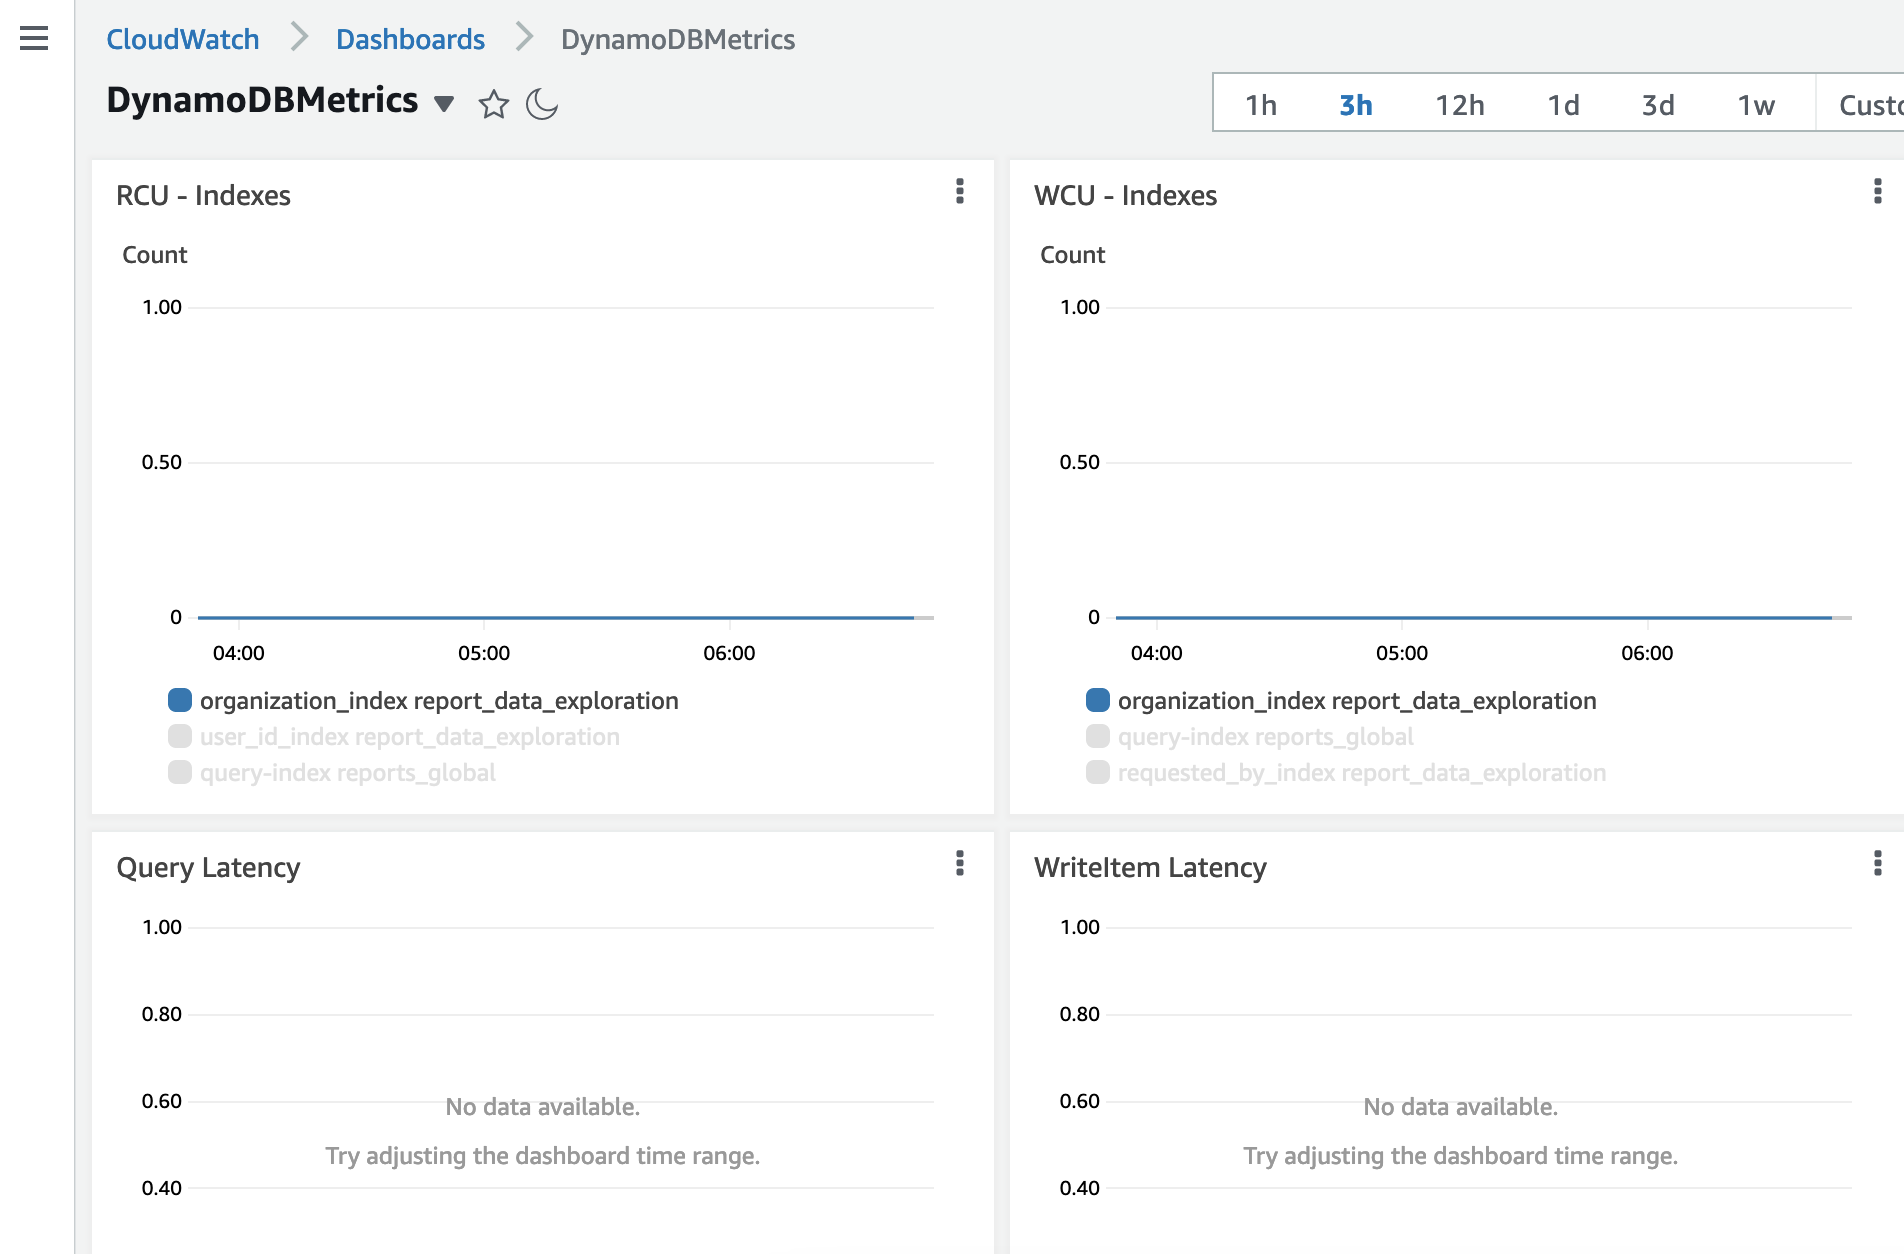 CloudWatch > Dashboards > DynamoDBMetrics
DynamoDBMetrics
1h 3h 12h 1d 3d 1w Custo
RCU - Indexes
Count
1.00
0.50
0
04:00 05:00 06:00
organization_index report_data_exploration
user_id_index report_data_exploration
query-index reports_global
WCU - Indexes
Count
1.00
0.50
0
04:00 05:00 06:00
organization_index report_data_exploration
query-index reports_global
requested_by_index report_data_exploration
Query Latency
1.00
0.80
0.60
No data available.
Try adjusting the dashboard time range.
0.40
WriteItem Latency
1.00
0.80
0.60
No data available.
Try adjusting the dashboard time range.
0.40